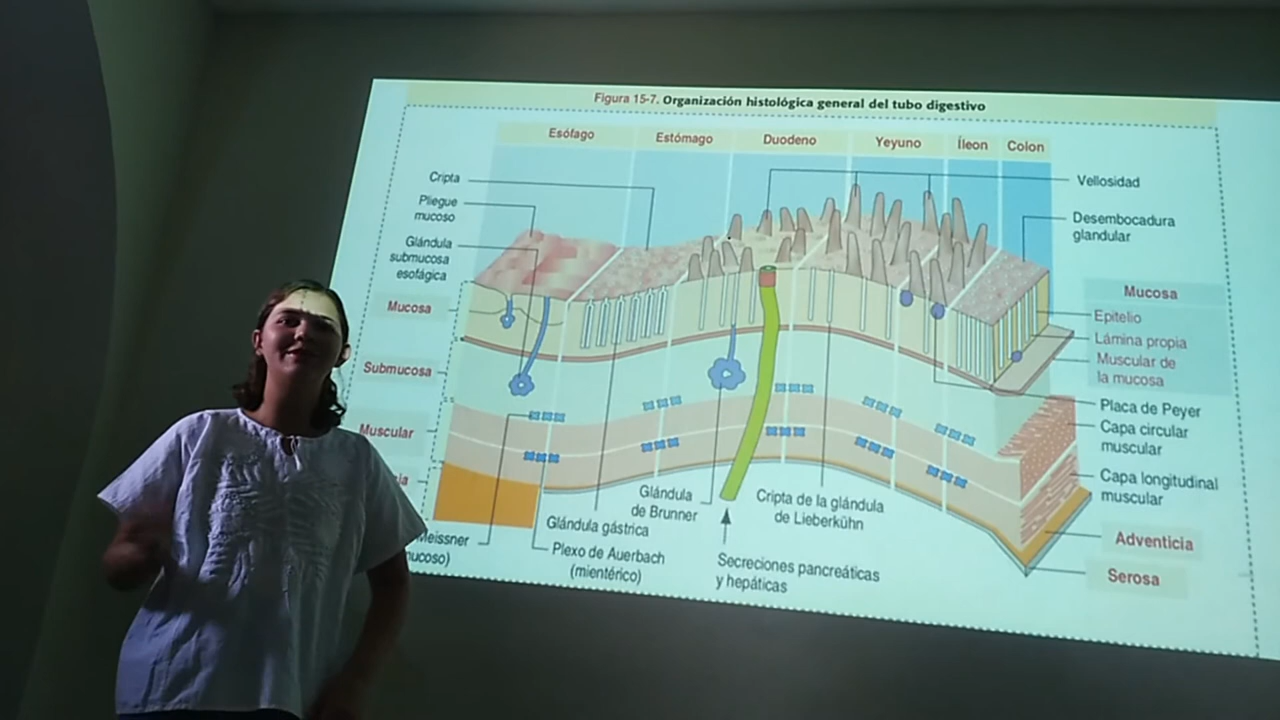 Figura 15-7. Organización histológica general del tubo digestivo
Esófago
Estómago
Duodeno
Yeyuno
Íleon
Colon
Cripta
Pliegue
mucoso
Glándula
submucosa
esofágica
Mucosa
Submucosa
Muscular
Meissner
Glándula gástrica
Plexo de Auerbach
(mientérico)
Glándula
de Brunner
Secreciones pancreáticas
y hepáticas
Cripta de la glándula
de Lieberkühn
Vellosidad
Desembocadura
glandular
Mucosa
Epitelio
Lámina propia
Muscular de
la mucosa
Placa de Peyer
Capa circular
muscular
Capa longitudinal
muscular
Adventicia
Serosa